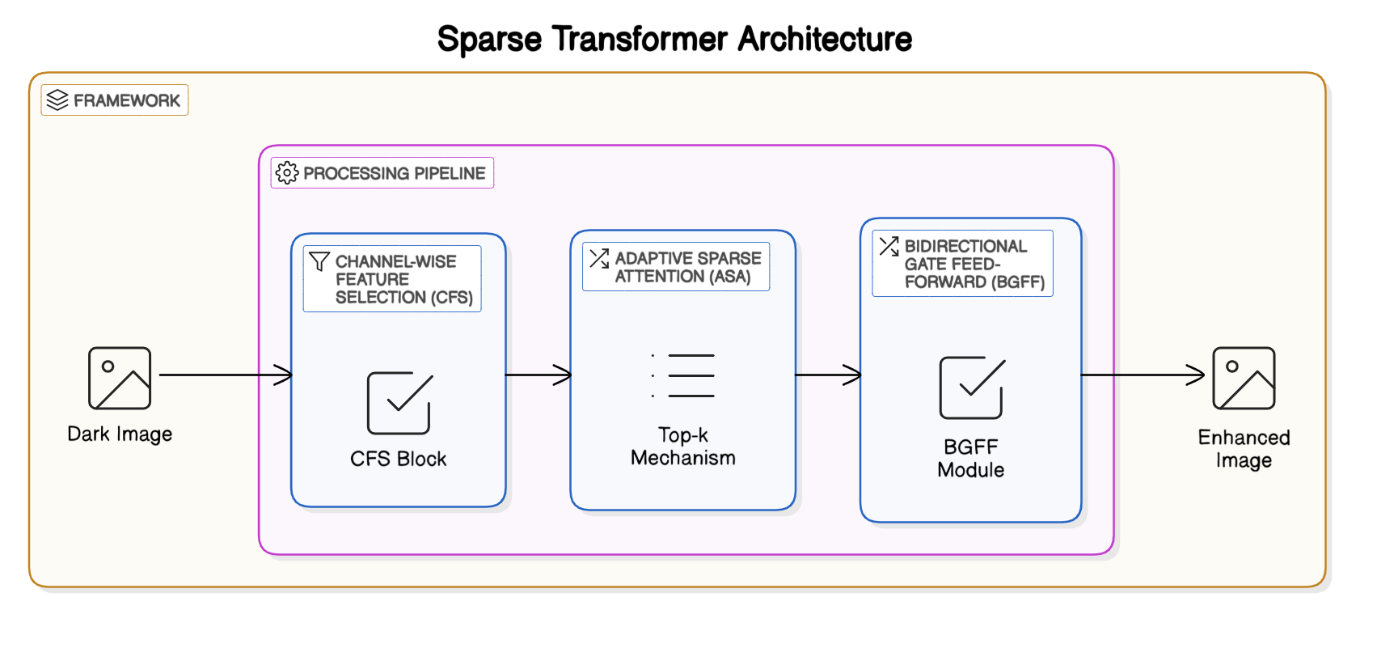 Sparse Transformer Architecture
FRAMEWORK
PROCESSING PIPELINE
CHANNEL-WISE
FEATURE
SELECTION (CFS)
ADAPTIVE SPARSE
ATTENTION (ASA)
BIDIRECTIONAL
GATE FEED-
FORWARD (BGFF)
Dark Image
CFS Block
Top-k
Mechanism
BGFF
Module
Enhanced
Image